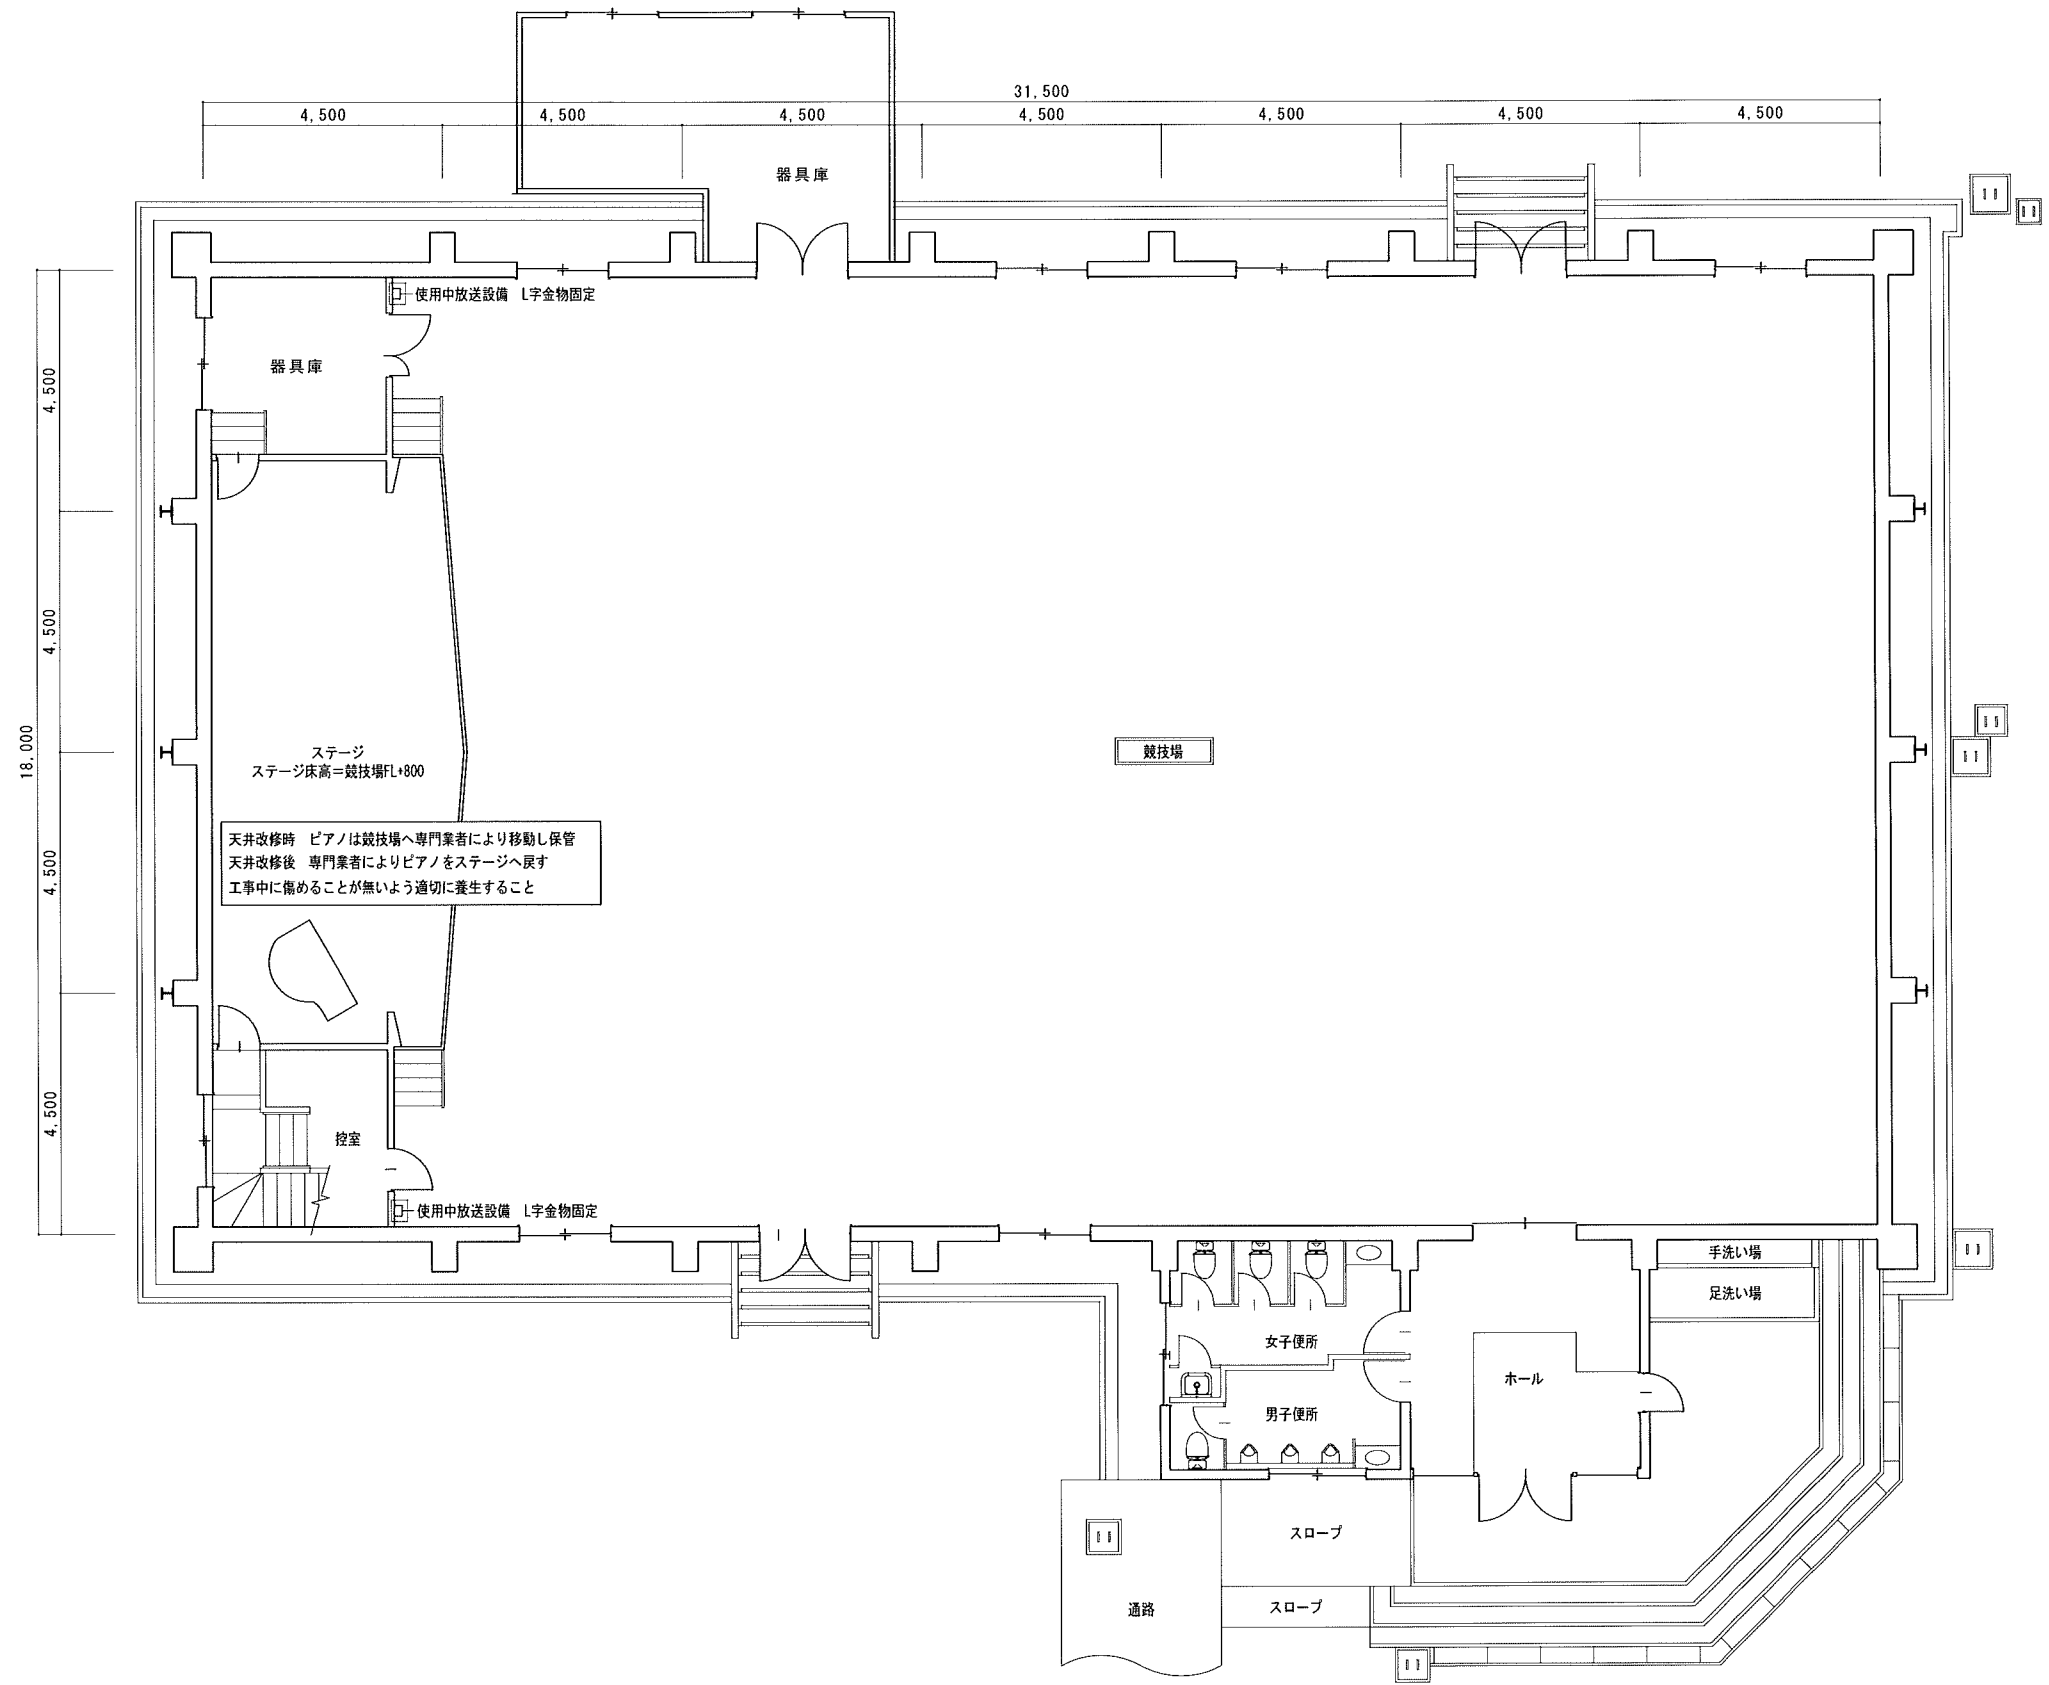 31,500
4,500
4,500
4,500
4,500
4,500
4,500
4,500
器具庫
使用中放送設備　L字金物固定
器具庫
4,500
4,500
18,000
4,500
4,500
ステージ
ステージ床高＝競技場FL+800
競技場
天井改修時　ピアノは競技場へ専門業者により移動し保管
天井改修後　専門業者によりピアノをステージへ戻す
工事中に傷めることが無いよう適切に養生すること
控室
使用中放送設備　L字金物固定
手洗い場
足洗い場
女子便所
ホール
男子便所
スロープ
スロープ
通路